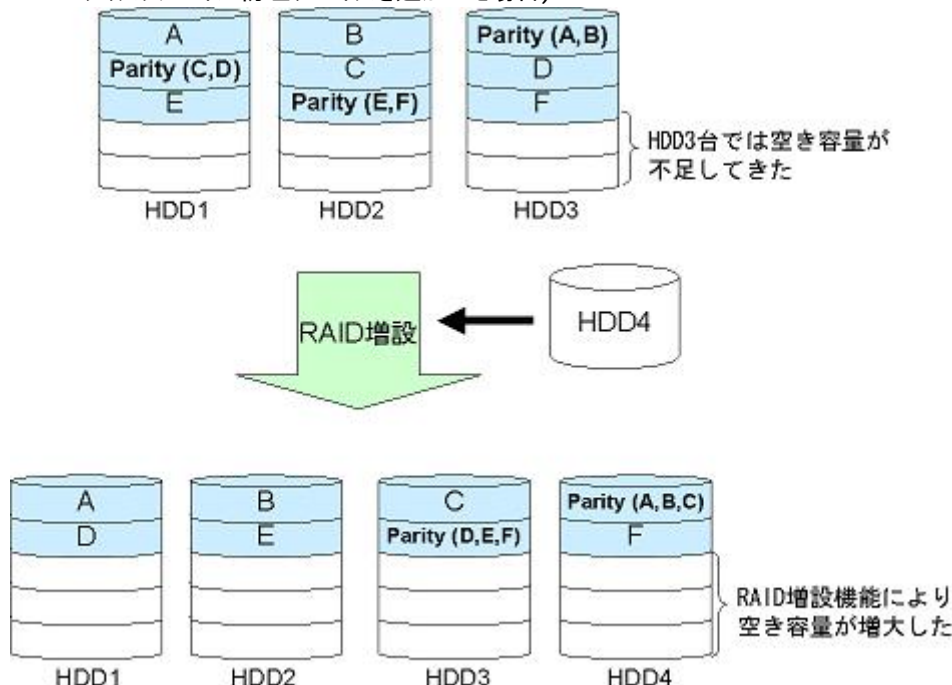 A B Parity (A,B)
Parity (C,D) C D
E Parity (E,F) F
HDD3台では空き容量が
不足してきた
HDD1 HDD2 HDD3
RAID増設
HDD4
A B C Parity (A,B,C)
D E Parity (D,E,F) F
RAID増設機能により
空き容量が増大した
HDD1 HDD2 HDD3 HDD4